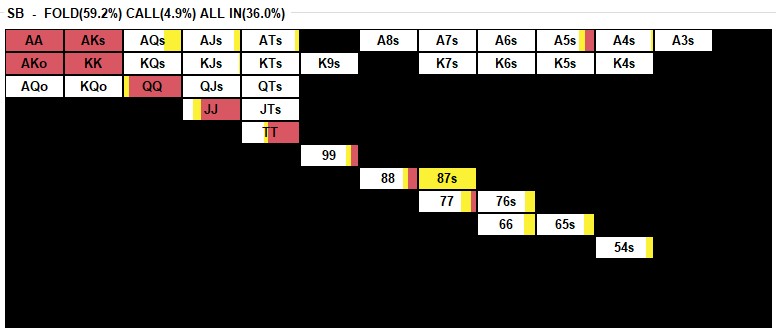 SB - FOLD(59.2%) CALL(4.9%) ALL IN(36.0%)
AA AKs AQs AJs ATs A8s A7s A6s A5s A4s A3s
AKo KK KQs KJs KTs K9s K7s K6s K5s K4s
AQo KQo QQ QJs QTs
JJ JTs
TT
99
88 87s
77 76s
66 65s
54s